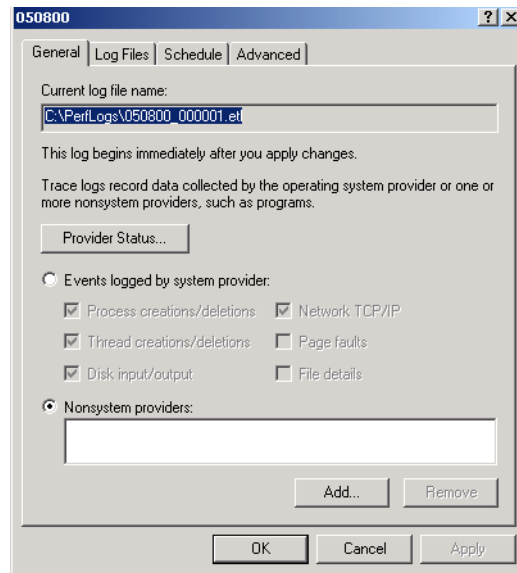 050800
General Log Files Schedule Advanced
Current log file name:
C:\PerfLogs\050800_000001.etl
This log begins immediately after you apply changes.
Trace logs record data collected by the operating system provider or one or
more nonsystem providers, such as programs.
Provider Status...
Events logged by system provider:
Process creations/deletions Network TCP/IP
Thread creations/deletions Page faults
Disk input/output File details
Nonsystem providers:
Add... Remove
OK Cancel Apply